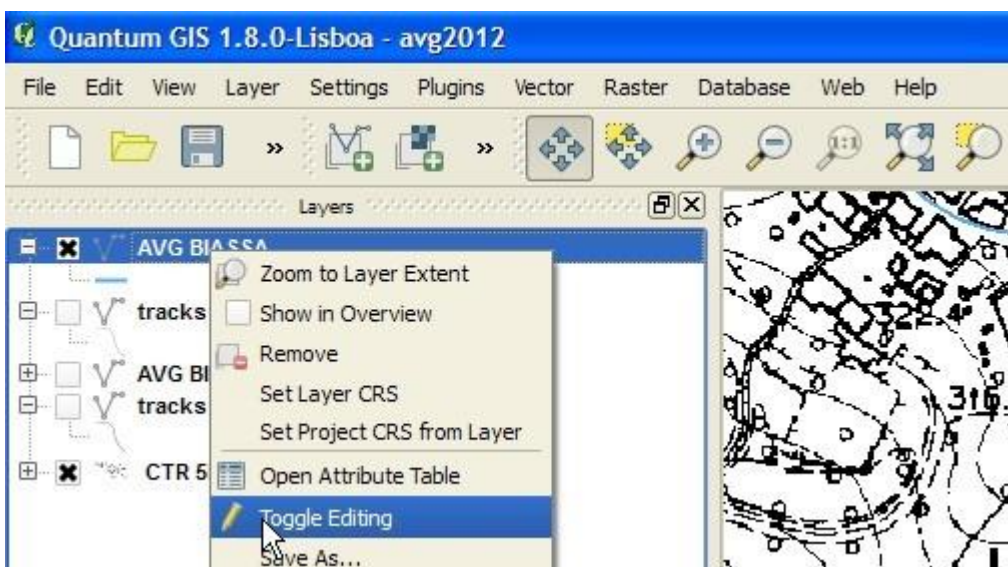 Quantum GIS 1.8.0-Lisboa - avg2012
File Edit View Layer Settings Plugins Vector Raster Database Web Help
» » 1:1
Layers
AVG BIASSA
Zoom to Layer Extent
tracks
Show in Overview
Remove
AVG BI
tracks
Set Layer CRS
Set Project CRS from Layer
CTR 5
Open Attribute Table
Toggle Editing
Save As...